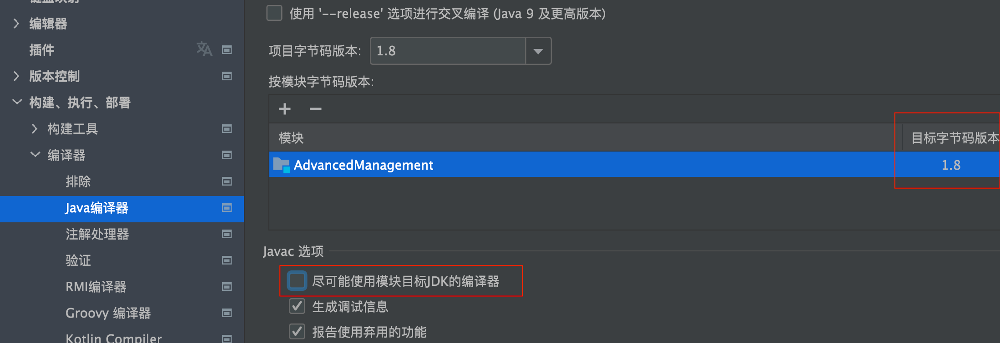 键盘映射
编辑器
插件
版本控制
构建、执行、部署
构建工具
编译器
排除
Java编译器
注解处理器
验证
RMI编译器
Groovy 编译器
Kotlin Compiler
使用 '--release' 选项进行交叉编译 (Java 9 及更高版本)
项目字节码版本:
1.8
按模块字节码版本:
模块
目标字节码版本
AdvancedManagement
1.8
Javac 选项
尽可能使用模块目标JDK的编译器
生成调试信息
报告使用弃用的功能